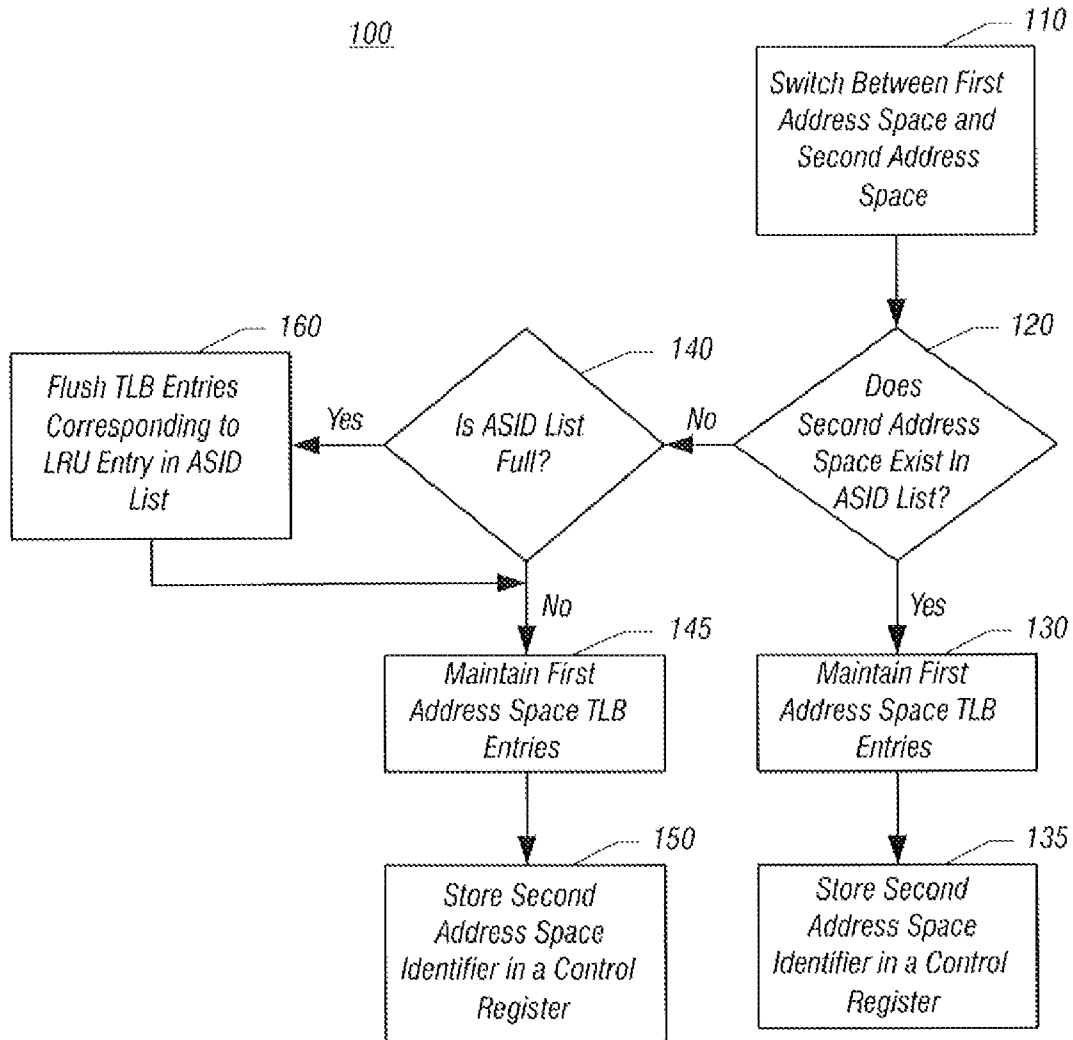 100
110
Switch Between First
Address Space and
Second Address
Space
120
Does
Second Address
Space Exist In
ASID List?
No
Yes
140
Is ASID List
Full?
Yes
No
160
Flush TLB Entries
Corresponding to
LRU Entry in ASID
List
145
Maintain First
Address Space TLB
Entries
130
Maintain First
Address Space TLB
Entries
150
Store Second
Address Space
Identifier in a Control
Register
135
Store Second
Address Space
Identifier in a Control
Register